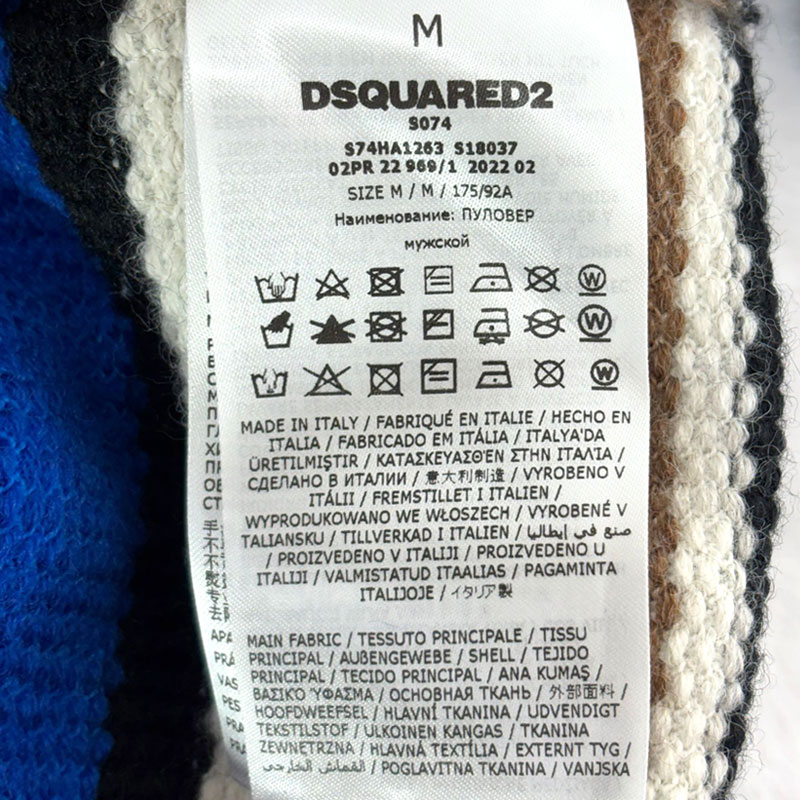 M
DSQUARED2
S074
S74HA1263 S18037
02PR 22 969/1 2022 02
SIZE M / M / 175/92A
Наименование: ПУЛОВЕР
мужской
W
W
W
MADE IN ITALY / FABRIQUÉ EN ITALIE / HECHO EN
ITALIA / FABRICADO EM ITÁLIA / ITALYA'DA
ÜRETILMIŞTIR / ΚΑΤΑΣΚΕΥΑΣΘΈΝ ΣΤΗΝ ΙΤΑΛΊΑ /
СДЕЛАНО В ИТАЛИИ / 意大利制造 / VYROBENO V
ITÁLII / FREMSTILLET I ITALIEN /
WYPRODUKOWANO WE WŁOSZECH / VYROBENÉ V
TALIANSKU / TILLVERKAD I ITALIEN / صنع في إيطاليا
/ PROIZVEDENO V ITALIJI / PROIZVEDENO U
ITALIJI / VALMISTATUD ITAALIAS / PAGAMINTA
ITALIJOJE / イタリア製
MAIN FABRIC / TESSUTO PRINCIPALE / TISSU
PRINCIPAL / AUßENGEWEBE / SHELL / TEJIDO
PRINCIPAL / TECIDO PRINCIPAL / ANA KUMAŞ /
ΒΑΣΙΚΌ ΎΦΑΣΜΑ / ОСНОВНАЯ ТКАНЬ / 外部面料 /
HOOFDWEEFSEL / HLAVNÍ TKANINA / UDVENDIGT
TEKSTILSTOF / ULKOINEN KANGAS / TKANINA
ZEWNĘTRZNA / HLAVNÁ TEXTÍLIA / EXTERNT TYG /
القماش الخارجي / POGLAVITNA TKANINA / VANJSKA